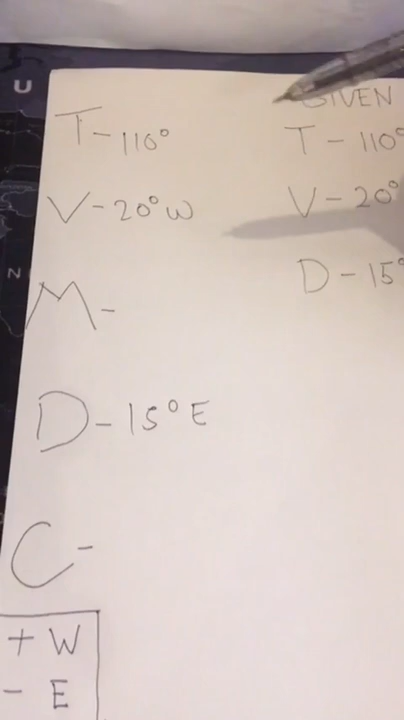 U
N
T-110°
V-20°W
M-
D-15°E
C-
+ W
- E
GIVEN
T - 110°
V - 20°
D - 15°